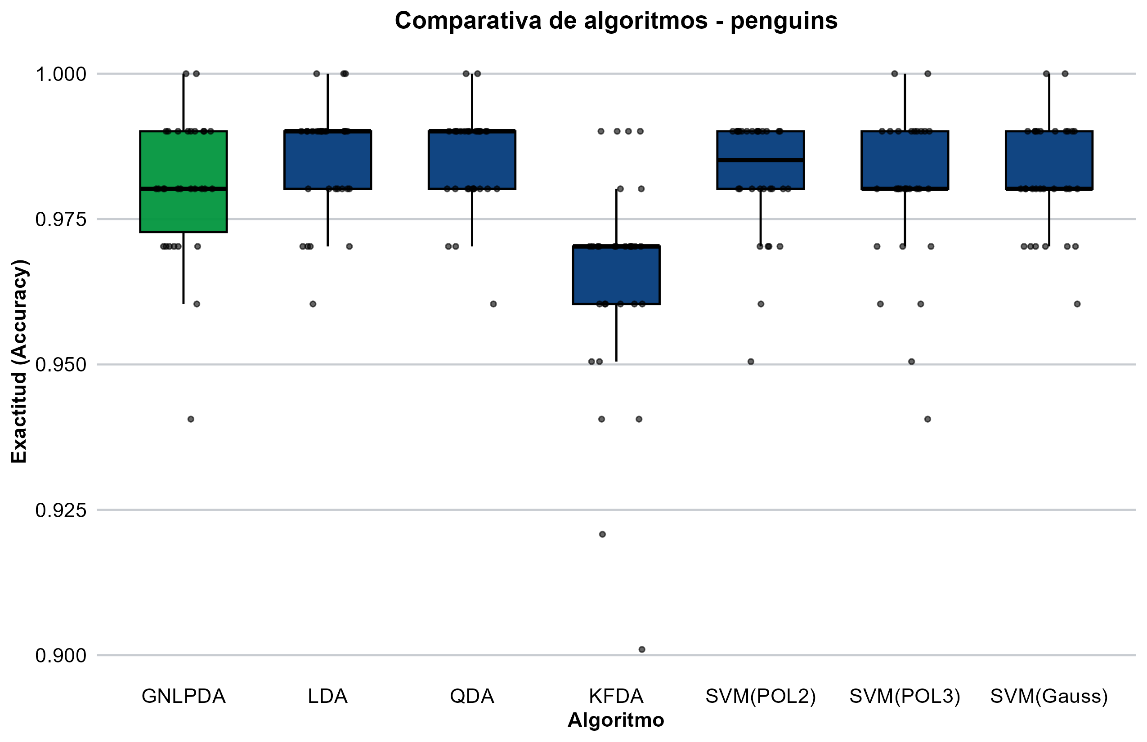 Comparativa de algoritmos - penguins
Exactitud (Accuracy)
1.000
0.975
0.950
0.925
0.900
GNLPDA LDA QDA KFDA SVM(POL2) SVM(POL3) SVM(Gauss)
Algoritmo